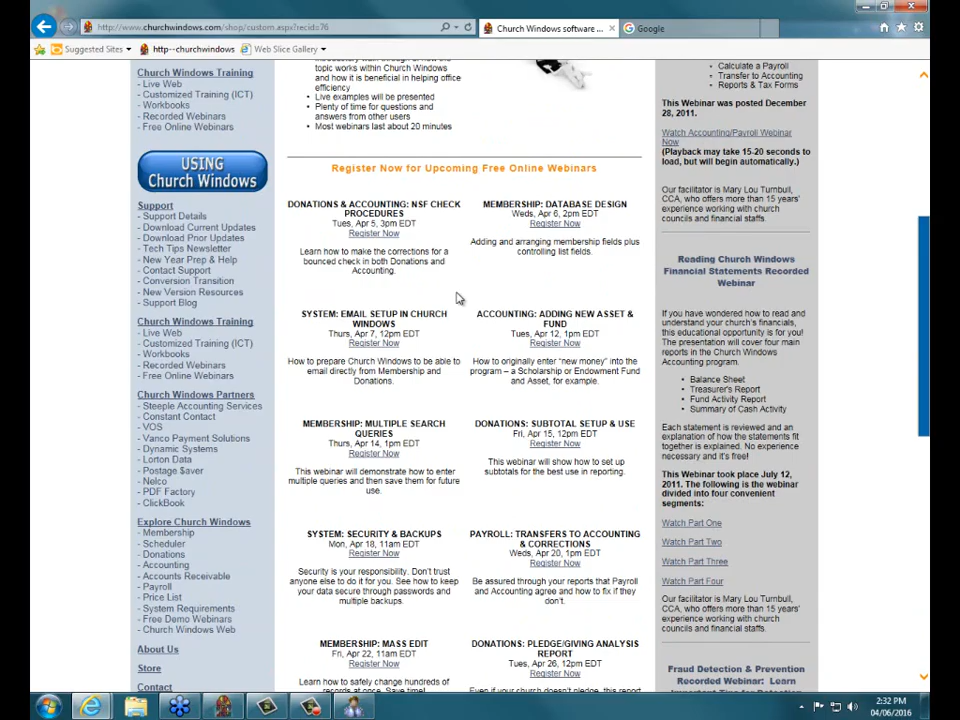 http://www.churchwindows.com/shop/custom.aspx?recid=76
Church Windows software ...
Google
Suggested Sites
http--churchwindows
Web Slice Gallery
Church Windows Training
- Live Web
- Customized Training (ICT)
- Workbooks
- Recorded Webinars
- Free Online Webinars
USING
Church Windows
Support
- Support Details
- Download Current Updates
- Download Prior Updates
- Tech Tips Newsletter
- New Year Prep & Help
- Contact Support
- Conversion Transition
- New Version Resources
- Support Blog
Church Windows Training
- Live Web
- Customized Training (ICT)
- Workbooks
- Recorded Webinars
- Free Online Webinars
Church Windows Partners
- Steeple Accounting Services
- Constant Contact
- VOS
- Vanco Payment Solutions
- Dynamic Systems
- Lorton Data
- Postage $aver
- Nelco
- PDF Factory
- ClickBook
Explore Church Windows
- Membership
- Scheduler
- Donations
- Accounting
- Accounts Receivable
- Payroll
- Price List
- System Requirements
- Free Demo Webinars
- Church Windows Web
About Us
Store
Contact
topic works within Church
Windows
and how it is beneficial in helping office
efficiency
• Live examples will be presented
• Plenty of time for questions and
answers from other users
• Most webinars last about 20 minutes
Register Now for Upcoming Free Online Webinars
DONATIONS & ACCOUNTING: NSF CHECK
PROCEDURES
Tues, Apr 5, 3pm EDT
Register Now
Learn how to make the corrections for a
bounced check in both Donations and
Accounting.
MEMBERSHIP: DATABASE DESIGN
Weds, Apr 6, 2pm EDT
Register Now
Adding and arranging membership fields plus
controlling list fields.
SYSTEM: EMAIL SETUP IN CHURCH
WINDOWS
Thurs, Apr 7, 12pm EDT
Register Now
How to prepare Church Windows to be able to
email directly from Membership and
Donations.
ACCOUNTING: ADDING NEW ASSET &
FUND
Tues, Apr 12, 1pm EDT
Register Now
How to originally enter “new money” into the
program – a Scholarship or Endowment Fund
and Asset, for example.
MEMBERSHIP: MULTIPLE SEARCH
QUERIES
Thurs, Apr 14, 1pm EDT
Register Now
This webinar will demonstrate how to enter
multiple queries and then save them for future
use.
DONATIONS: SUBTOTAL SETUP & USE
Fri, Apr 15, 12pm EDT
Register Now
This webinar will show how to set up
subtotals for the best use in reporting.
SYSTEM: SECURITY & BACKUPS
Mon, Apr 18, 11am EDT
Register Now
Security is your responsibility. Don't trust
anyone else to do it for you. See how to keep
your data secure through passwords and
multiple backups.
PAYROLL: TRANSFERS TO ACCOUNTING
& CORRECTIONS
Weds, Apr 20, 1pm EDT
Register Now
Be assured through your reports that Payroll
and Accounting agree and how to fix if they
don't.
MEMBERSHIP: MASS EDIT
Fri, Apr 22, 11am EDT
Register Now
Learn how to safely change hundreds of
records at once. Save time!
DONATIONS: PLEDGE/GIVING ANALYSIS
REPORT
Tues, Apr 26, 12pm EDT
Register Now
Even if your church doesn't pledge, this report
• Calculate a Payroll
• Transfer to Accounting
• Reports & Tax Forms
This Webinar was posted December
28, 2011.
Watch Accounting/Payroll Webinar
Now
(Playback may take 15-20 seconds to
load, but will begin automatically.)
Our facilitator is Mary Lou Turnbull,
CCA, who offers more than 15 years'
experience working with church
councils and financial staffs.
Reading Church Windows
Financial Statements Recorded
Webinar
If you have wondered how to read and
understand your church's financials,
this educational opportunity is for you!
The presentation will cover four main
reports in the Church Windows
Accounting program.
• Balance Sheet
• Treasurer's Report
• Fund Activity Report
• Summary of Cash Activity
Each statement is reviewed and an
explanation of how the statements fit
together is explained. No experience
necessary and it's free!
This Webinar took place July 12,
2011. The following is the webinar
divided into four convenient
segments:
Watch Part One
Watch Part Two
Watch Part Three
Watch Part Four
Our facilitator is Mary Lou Turnbull,
CCA, who offers more than 15 years'
experience working with church
councils and financial staffs.
Fraud Detection & Prevention
Recorded Webinar: Learn
2:32 PM
04/06/2016